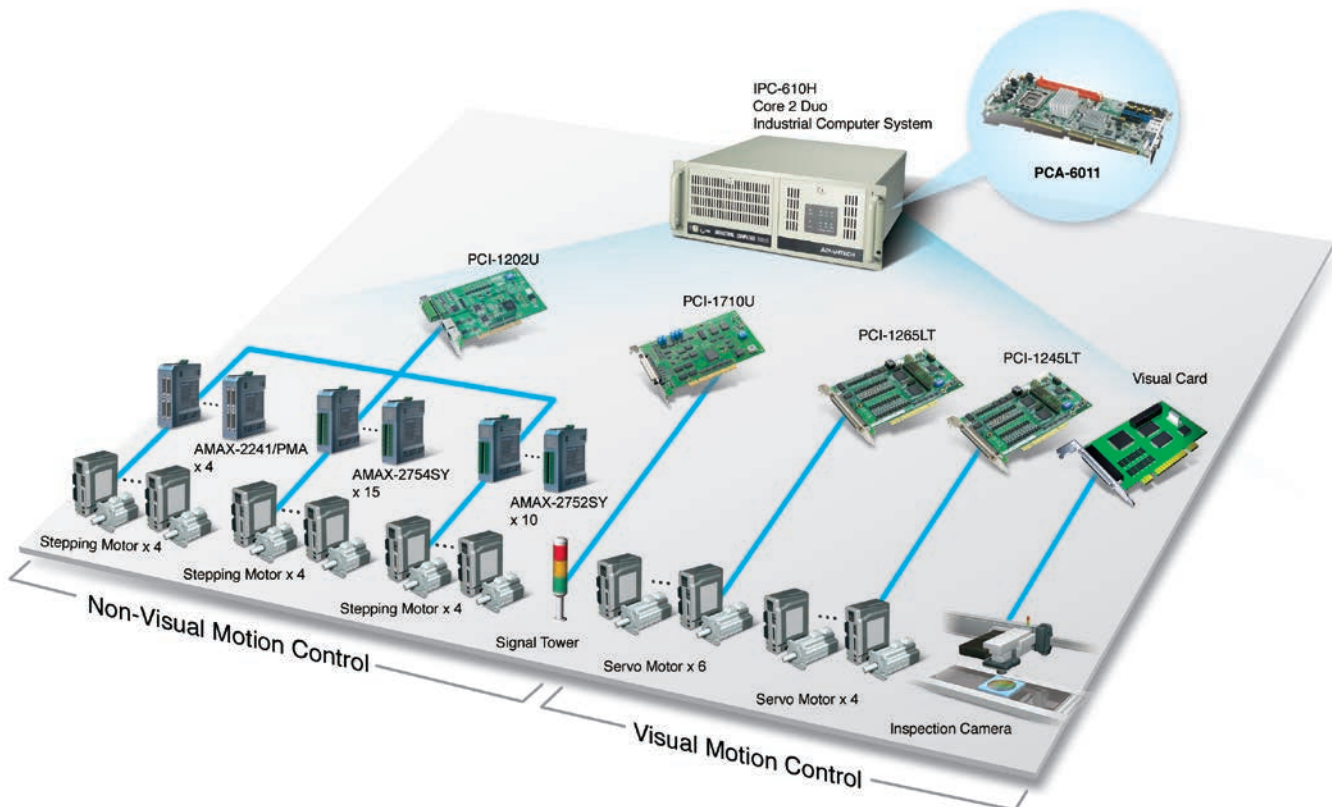 IPC-610H
Core 2 Duo
Industrial Computer System
PCA-6011
PCI-1202U
PCI-1710U
PCI-1265LT
PCI-1245LT
Visual Card
AMAX-2241/PMA
x 4
AMAX-2754SY
x 15
AMAX-2752SY
x 10
Stepping Motor x 4
Stepping Motor x 4
Stepping Motor x 4
Signal Tower
Servo Motor x 6
Servo Motor x 4
Inspection Camera
Non-Visual Motion Control
Visual Motion Control
ADVANTECH